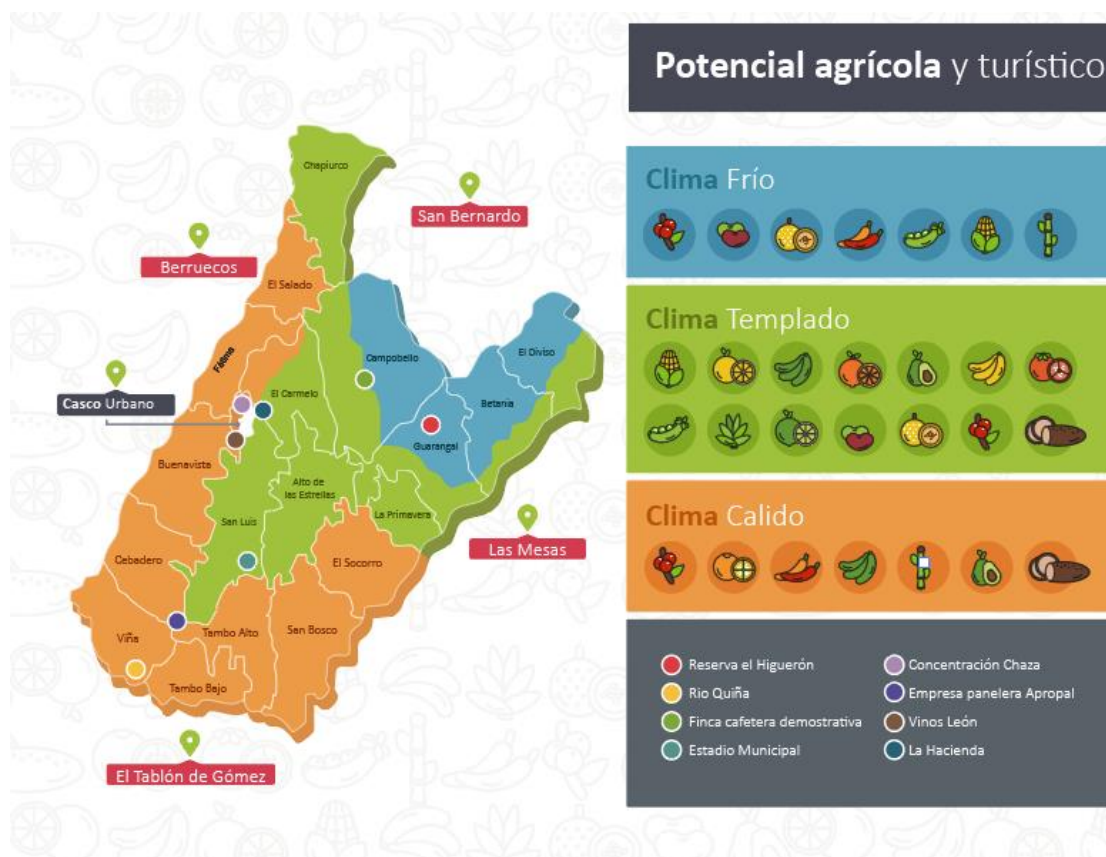 Potencial agrícola y turístico
Chapiurco
San Bernardo
Berruecos
El Salado
Fátima
Campobello
El Diviso
Casco Urbano
El Carmelo
Betania
Guarangal
Buenavista
Alto de
las Estrellas
San Luis
La Primavera
Las Mesas
Cebadero
El Socorro
Viña
Tambo Alto
San Bosco
Tambo Bajo
El Tablón de Gómez
Clima Frío
Clima Templado
Clima Calido
Reserva el Higuerón
Rio Quiña
Finca cafetera demostrativa
Estadio Municipal
Concentración Chaza
Empresa panelera Apropal
Vinos León
La Hacienda